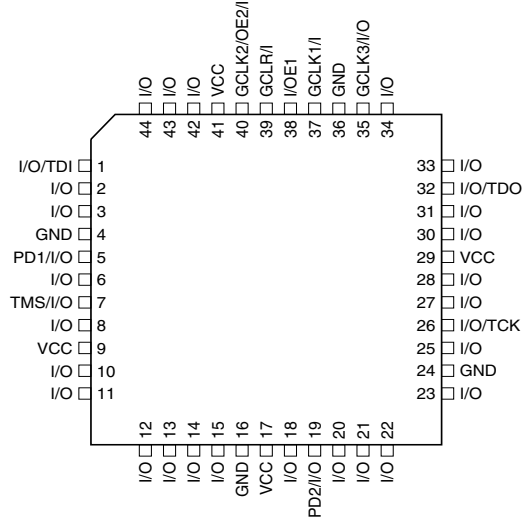 I/O
I/O
I/O
VCC
GCLK2/OE2/I
GCLR/I
I/OE1
GCLK1/I
GND
GCLK3/I/O
I/O
44
43
42
41
40
39
38
37
36
35
34
I/O/TDI 1
I/O 2
I/O 3
GND 4
PD1/I/O 5
I/O 6
TMS/I/O 7
I/O 8
VCC 9
I/O 10
I/O 11
33 I/O
32 I/O/TDO
31 I/O
30 I/O
29 VCC
28 I/O
27 I/O
26 I/O/TCK
25 I/O
24 GND
23 I/O
12
13
14
15
16
17
18
19
20
21
22
I/O
I/O
I/O
I/O
GND
VCC
I/O
PD2/I/O
I/O
I/O
I/O